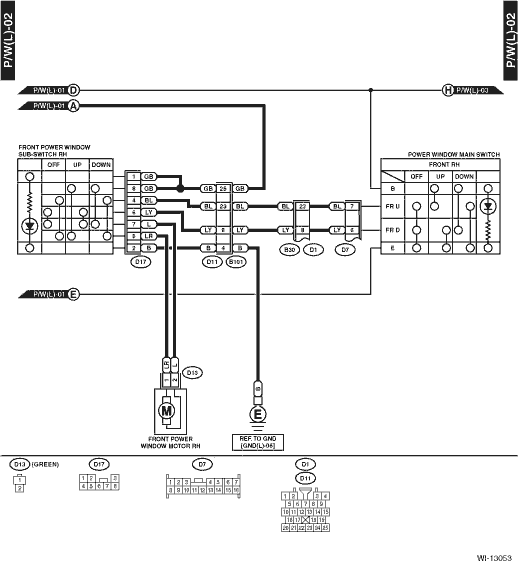 P/W(L)-02
P/W(L)-02
P/W(L)-01 D
H P/W(L)-03
P/W(L)-01 A
FRONT POWER WINDOW
SUB-SWITCH RH
OFF UP DOWN
POWER WINDOW MAIN SWITCH
FRONT RH
OFF UP DOWN
1 GB
8 GB GB 25 GB
B
4 BL BL 23 BL BL 22 BL 7
FR U
LY LY 9 LY LY 8 LY 6
FR D
7 L
LR
2 B B 4 B
E
D17 D11 B101 B30 D1 D7
P/W(L)-01 E
LR L
1 2
D13
M
B
E
FRONT POWER
WINDOW MOTOR RH
REF. TO GND
[GND(L)-06]
D13 (GREEN)
D17
D7
D1
D11
1
2
1 2 3
4 5 6 7 8
1 2 3 4 5 6 7
8 9 10 11 12 13 14 15 16
1 2 3 4
5 6 7 8 9
10 11 12 13 14 15
16 17 18 19
20 21 22 23 24 25
WI-13053